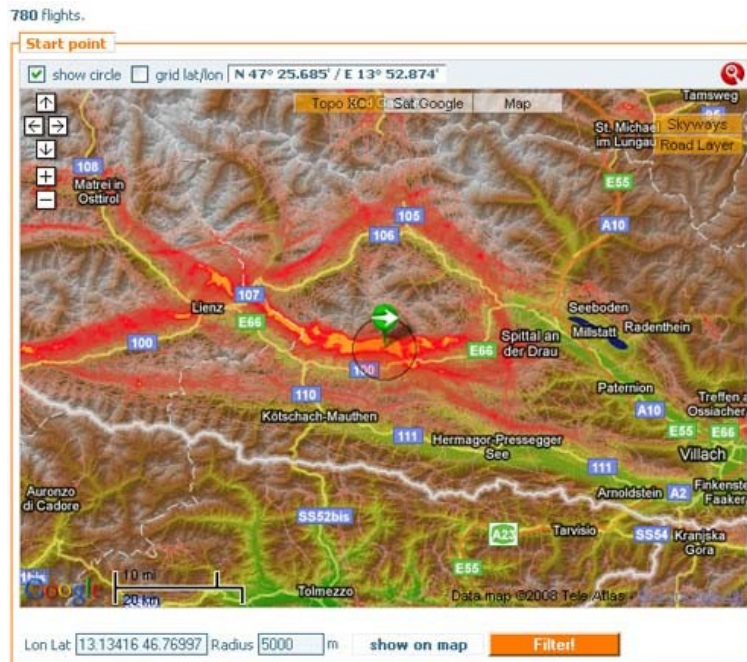 780 flights.
Start point
show circle grid lat/lon N 47° 25.685' / E 13° 52.874'
Topo XC Sat Google Map
Tamsweg
Skyways
Road Layer
St. Michael
im Lungau
E55
108
Matrei in
Osttirol
105
106
A10
107
Lienz
E66
Seeboden
Millstatt Radenthein
100
Spittal an
der Drau
E66
100
Paternion
110
Treffen a
Ossiacher
A10
Kötschach-Mauthen
E55 E66
111
Hermagor-Pressegger
See
Villach
111
Auronzo
di Cadore
Arnoldstein A2
Finkenste
Faaker
SS52bis
A23
Tarvisio
SS54
Kranjska
Gora
E55
10 mi
Google
20 km
Tolmezzo
Data map ©2008 Tele Atlas
Lon Lat 13.13416 46.76997 Radius 5000 m show on map Filter!